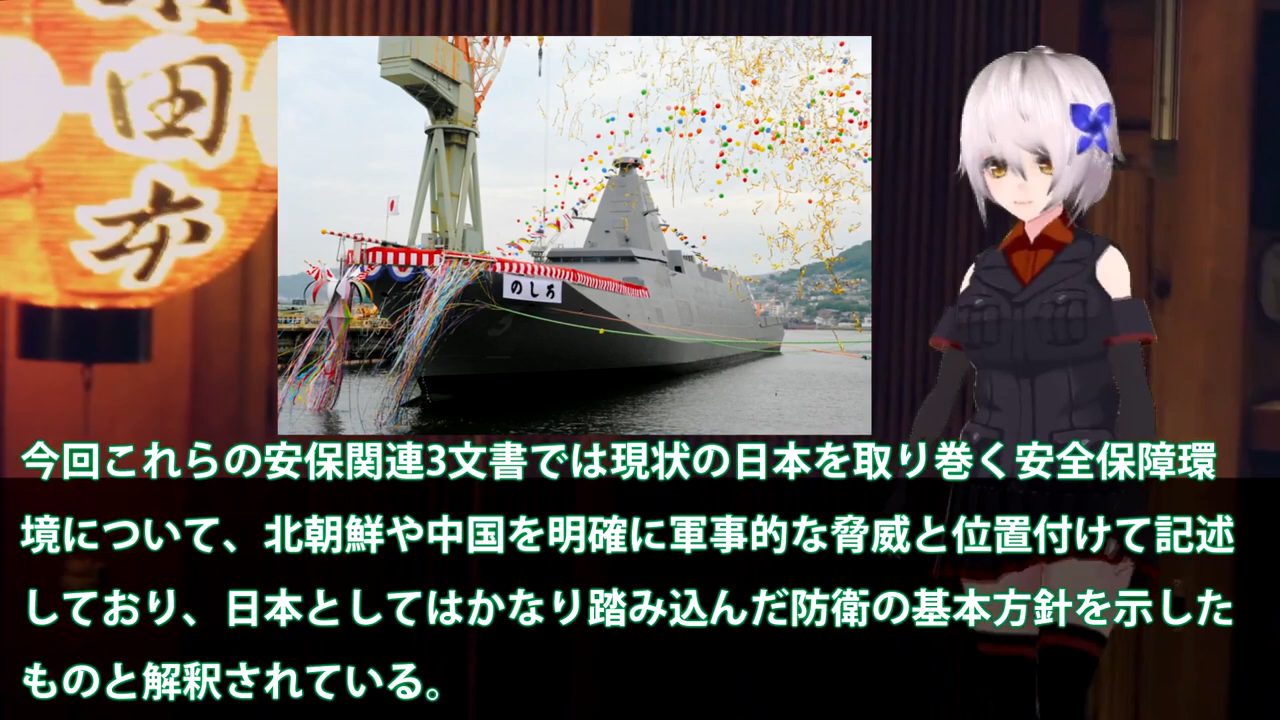 田
のしろ
今回これらの安保関連3文書では現状の日本を取り巻く安全保障環
境について、北朝鮮や中国を明確に軍事的な脅威と位置付けて記述
しており、日本としてはかなり踏み込んだ防衛の基本方針を示した
ものと解釈されている。